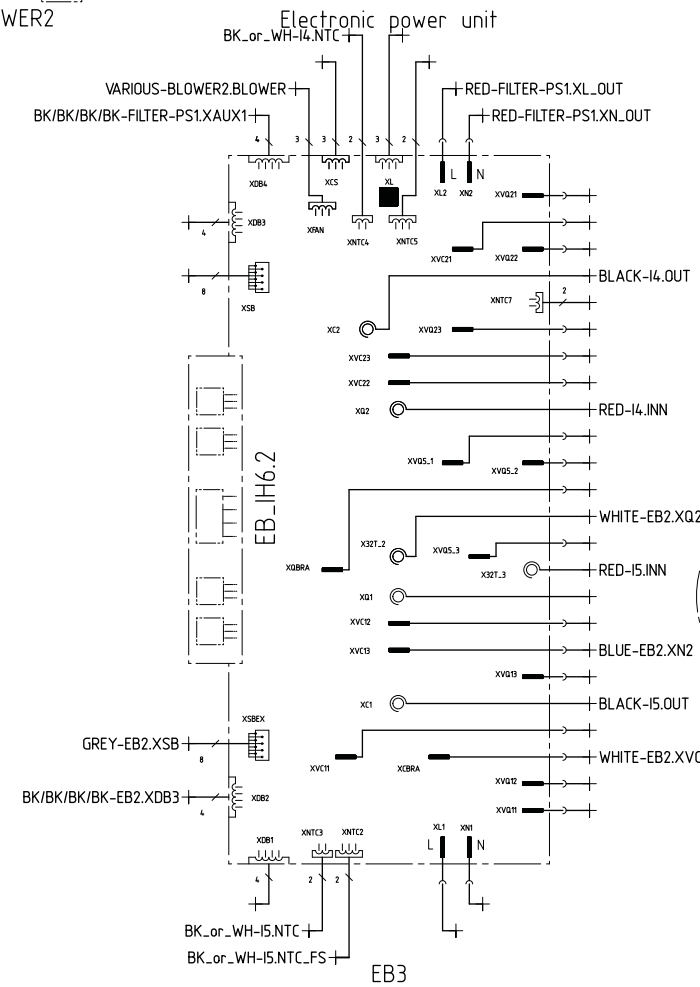 WER2
Electronic power unit
BK_or_WH-I4.NTC
VARIOUS-BLOWER2.BLOWER
RED-FILTER-PS1.XL_OUT
BK/BK/BK/BK-FILTER-PS1.XAUX1
RED-FILTER-PS1.XN_OUT
4 3 3 2 3 2
XDB4 XCS XL XL2 L XN2 N
XVQ21
XFAN
XDB3
4
XNTC4 XNTC5
XVC21 XVQ22
BLACK-I4.OUT
8
XSB
XNTC7 2
XC2 XVQ23
XVC23
XVC22
XQ2
RED-I4.INN
EB_IH6.2
XVQ5_1 XVQ5_2
WHITE-EB2.XQ2
X32T_2 XVQ5_3
XQBRA X32T_3
RED-I5.INN
XQ1
XVC12
XVC13
BLUE-EB2.XN2
XVQ13
XC1
BLACK-I5.OUT
XSBEX
GREY-EB2.XSB
8
XVC11 XCBRA
WHITE-EB2.XVC
XVQ12
BK/BK/BK/BK-EB2.XDB3
4
XDB2
XVQ11
XDB1 XNTC3 XNTC2 XL1 XN1
L N
4 2 2
BK_or_WH-I5.NTC
BK_or_WH-I5.NTC_FS
EB3